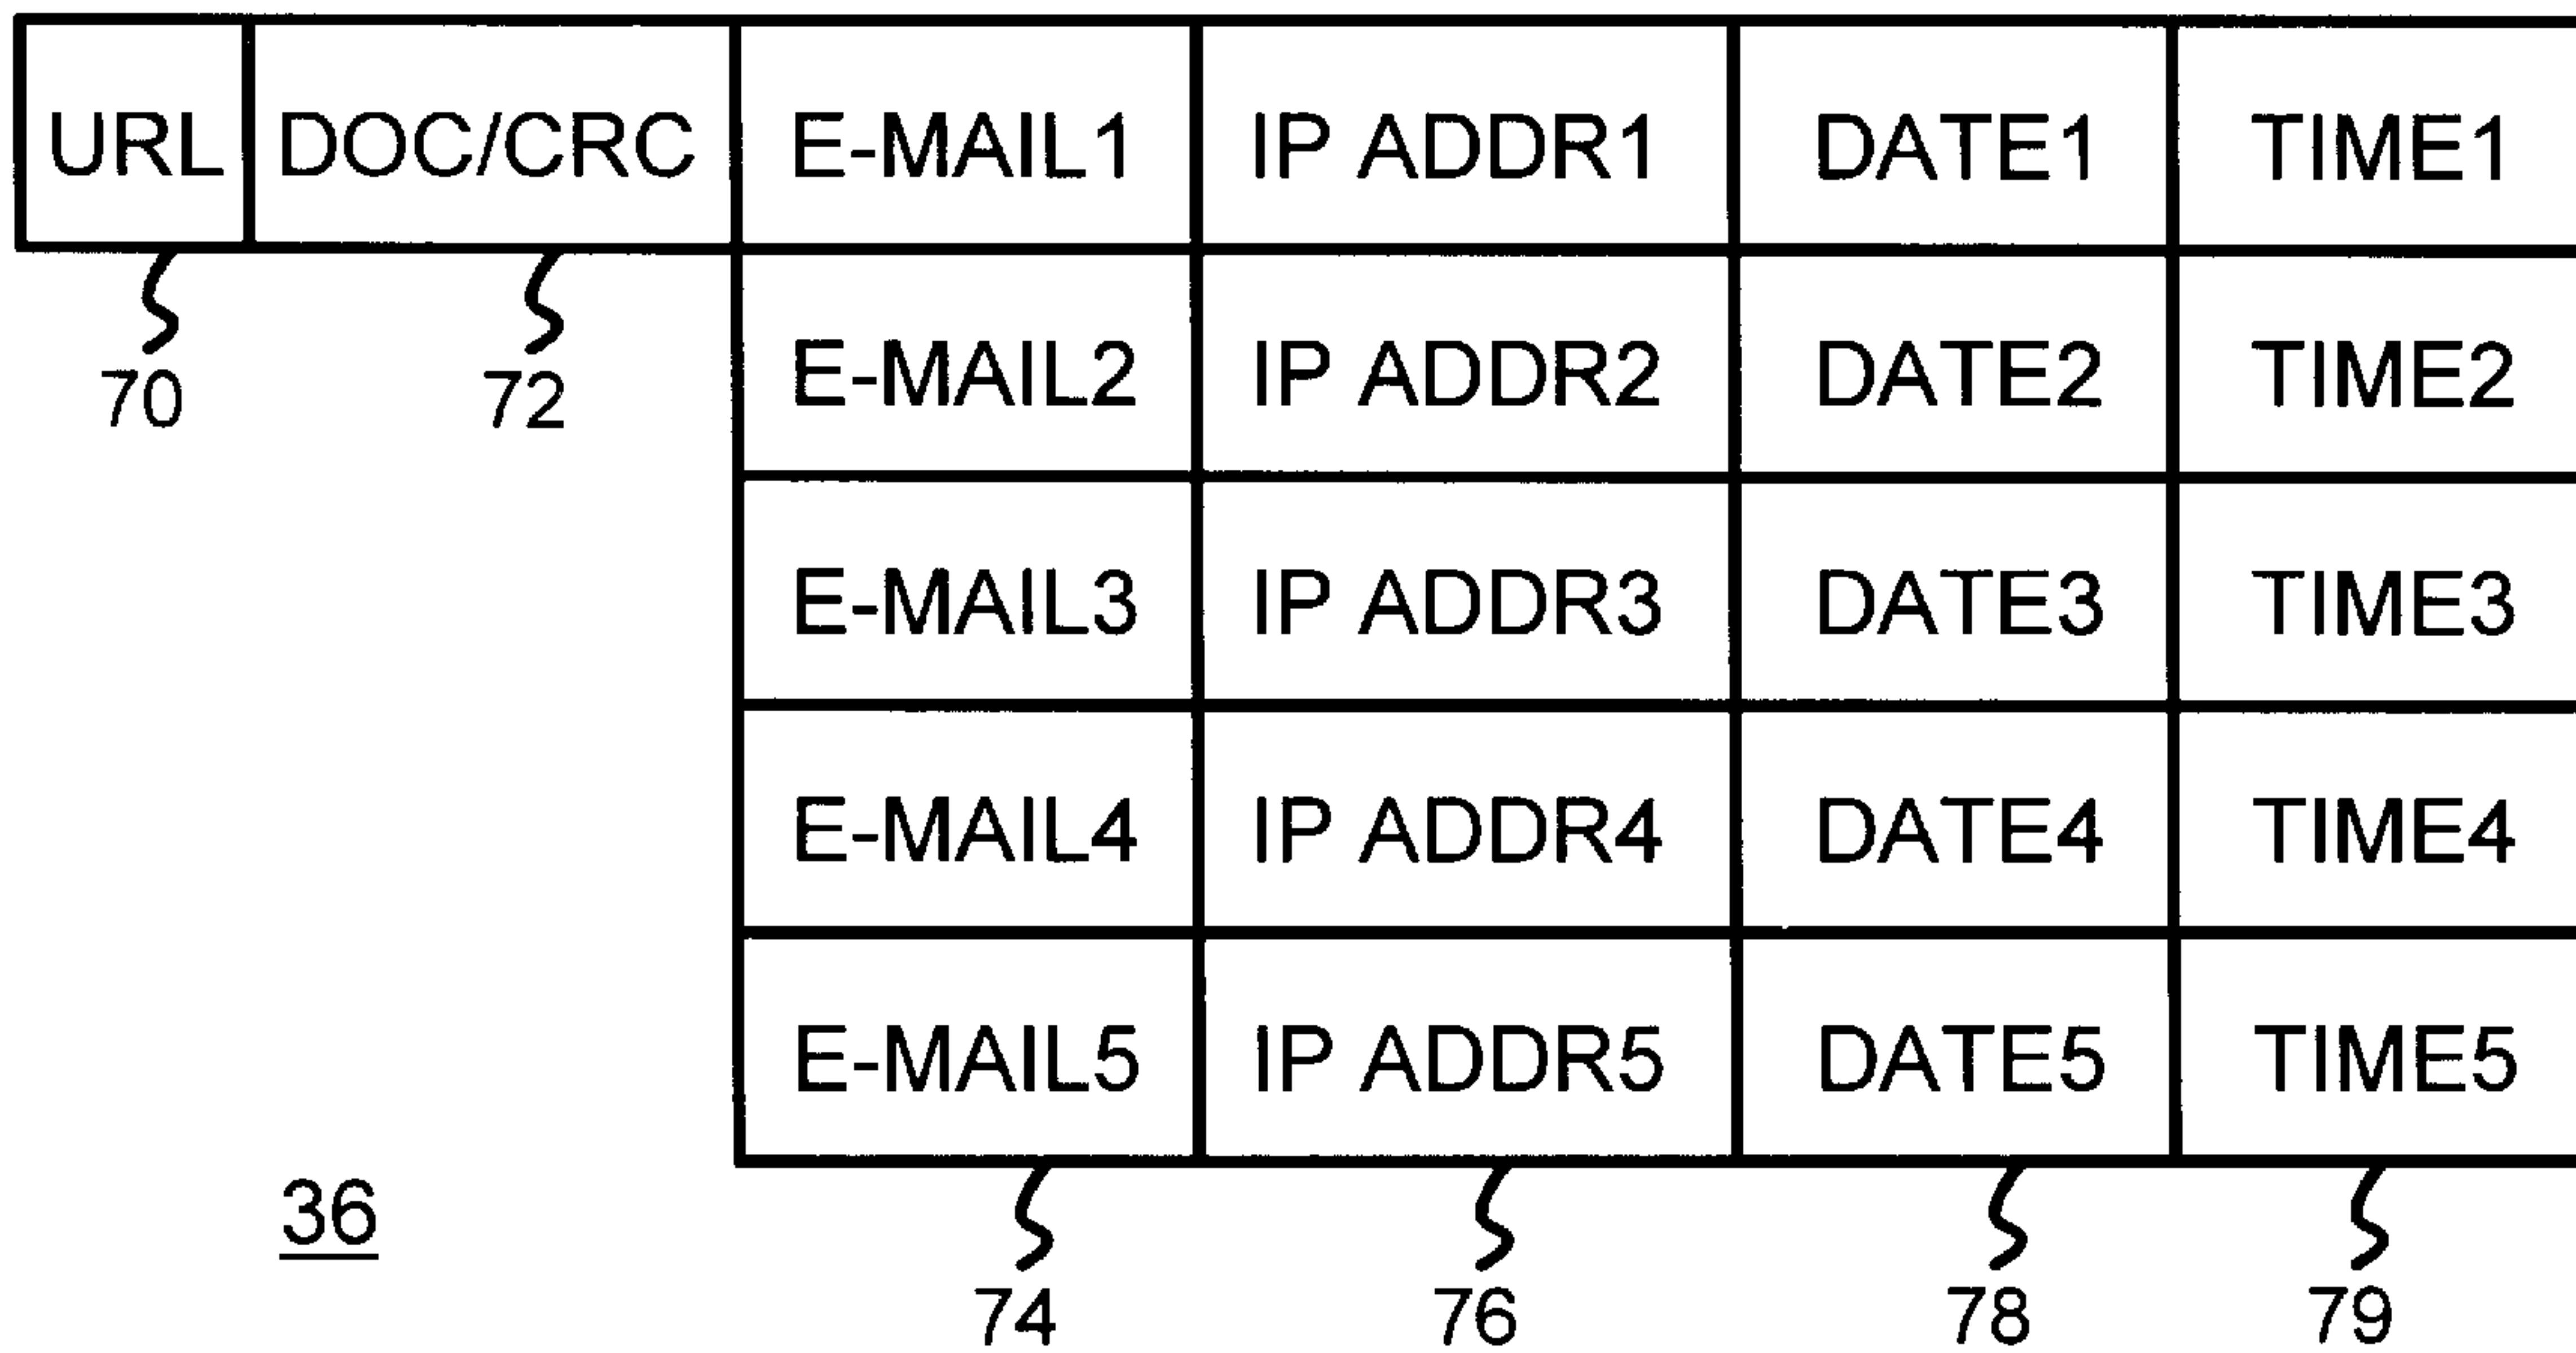 URL DOC/CRC E-MAIL1 IP ADDR1 DATE1 TIME1
E-MAIL2 IP ADDR2 DATE2 TIME2
70 72
E-MAIL3 IP ADDR3 DATE3 TIME3
E-MAIL4 IP ADDR4 DATE4 TIME4
E-MAIL5 IP ADDR5 DATE5 TIME5
36
74 76 78 79